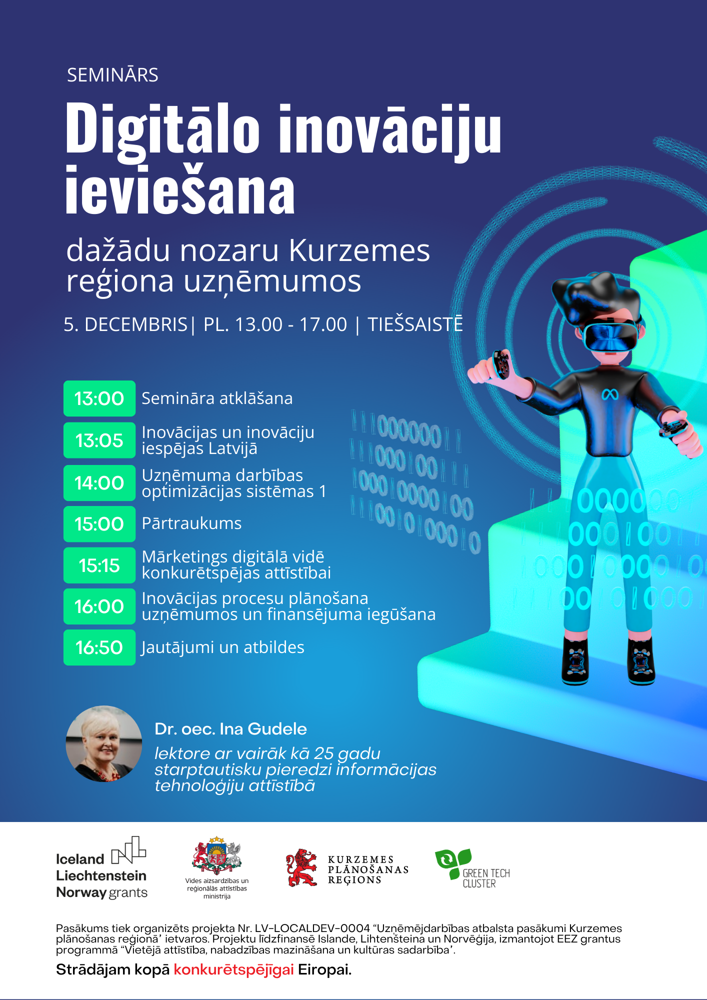 SEMINĀRS
Digitālo inovāciju
ieviešana
dažādu nozaru Kurzemes
reģiona uzņēmumos
5. DECEMBRIS| PL. 13.00 - 17.00 | TIEŠSAISTĒ
13:00 Semināra atklāšana
13:05 Inovācijas un inovāciju
iespējas Latvijā
14:00 Uzņēmuma darbības
optimizācijas sistēmas 1
15:00 Pārtraukums
15:15 Mārketings digitālā vidē
konkurētspējas attīstībai
16:00 Inovācijas procesu plānošana
uzņēmumos un finansējuma iegūšana
16:50 Jautājumi un atbildes
Dr. oec. Ina Gudele
lektore ar vairāk kā 25 gadu
starptautisku pieredzi informācijas
tehnoloģiju attīstībā
Iceland
Liechtenstein
Norway grants
Vides aizsardzības un
reģionālās attīstības
ministrija
KURZEMES
PLĀNOŠANAS
REĢIONS
GREEN TECH
CLUSTER
Pasākums tiek organizēts projekta Nr. LV-LOCALDEV-0004 “Uzņēmējdarbības atbalsta pasākumi Kurzemes
plānošanas reģionā’ ietvaros. Projektu līdzfinansē Islande, Lihtenšteina un Norvēģija, izmantojot EEZ grantus
programmā “Vietējā attīstība, nabadzības mazināšana un kultūras sadarbība’.
Strādājam kopā konkurētspējīgai Eiropai.